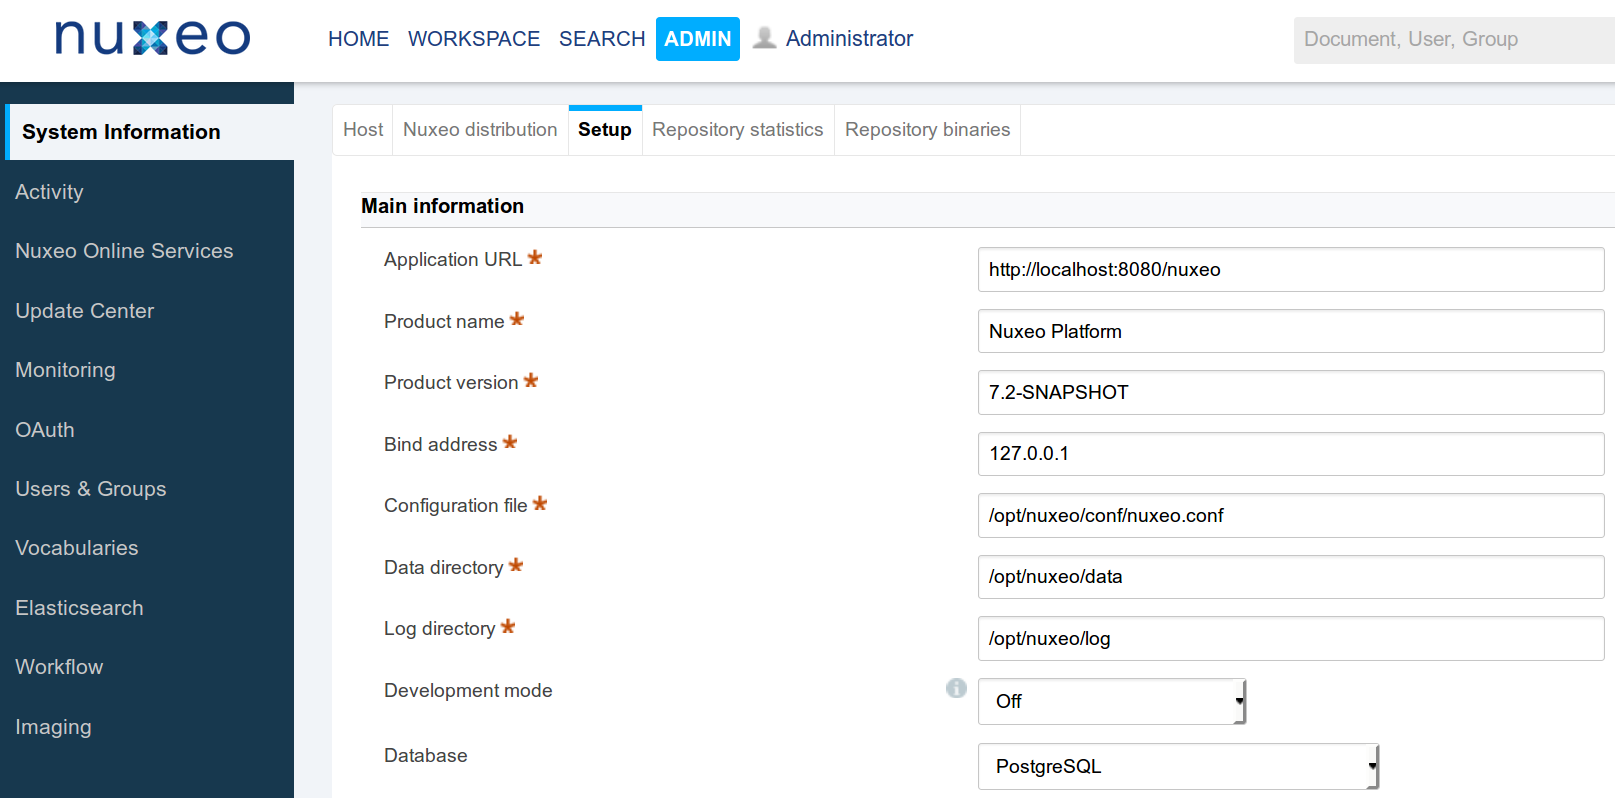 nuxeo
HOME WORKSPACE SEARCH ADMIN Administrator
Document, User, Group
System Information
Activity
Nuxeo Online Services
Update Center
Monitoring
OAuth
Users & Groups
Vocabularies
Elasticsearch
Workflow
Imaging
Host Nuxeo distribution Setup Repository statistics Repository binaries
Main information
Application URL * http://localhost:8080/nuxeo
Product name * Nuxeo Platform
Product version * 7.2-SNAPSHOT
Bind address * 127.0.0.1
Configuration file * /opt/nuxeo/conf/nuxeo.conf
Data directory * /opt/nuxeo/data
Log directory * /opt/nuxeo/log
Development mode i Off
Database PostgreSQL